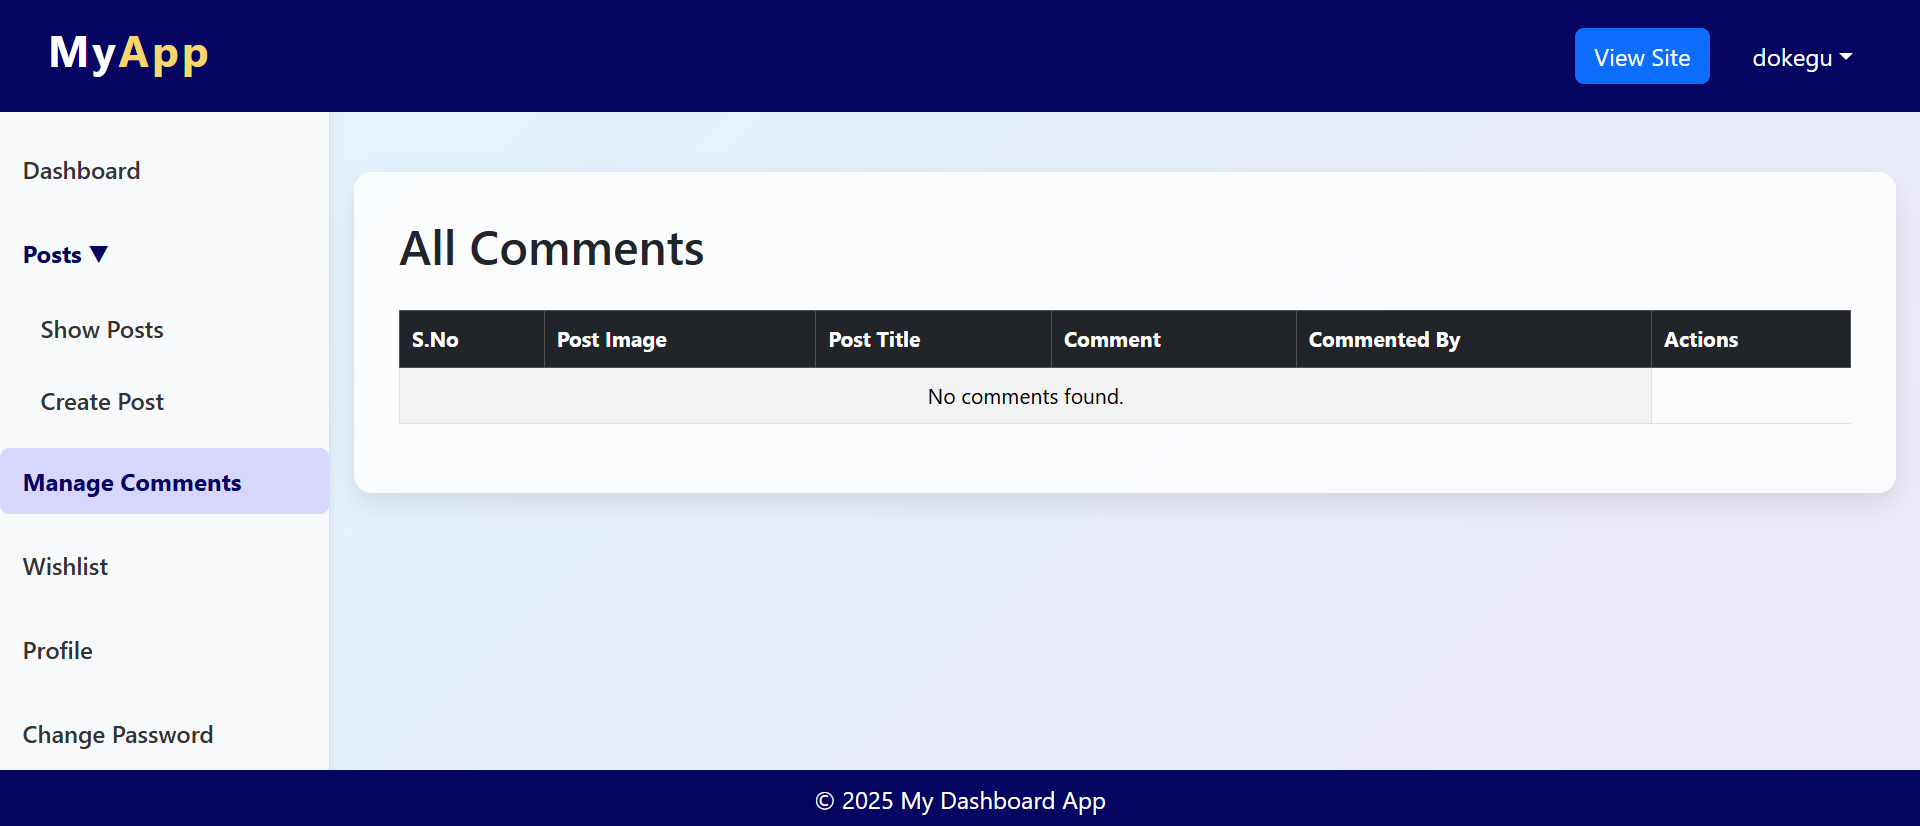 MyApp
View Site
dokegu
Dashboard
Posts ▼
Show Posts
Create Post
Manage Comments
Wishlist
Profile
Change Password
All Comments
S.No Post Image Post Title Comment Commented By Actions
No comments found.
© 2025 My Dashboard App